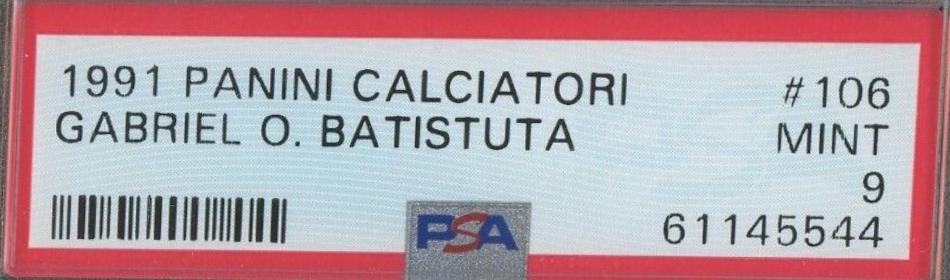 1991 PANINI CALCIATORI #106
GABRIEL O. BATISTUTA MINT
9
PSA 61145544